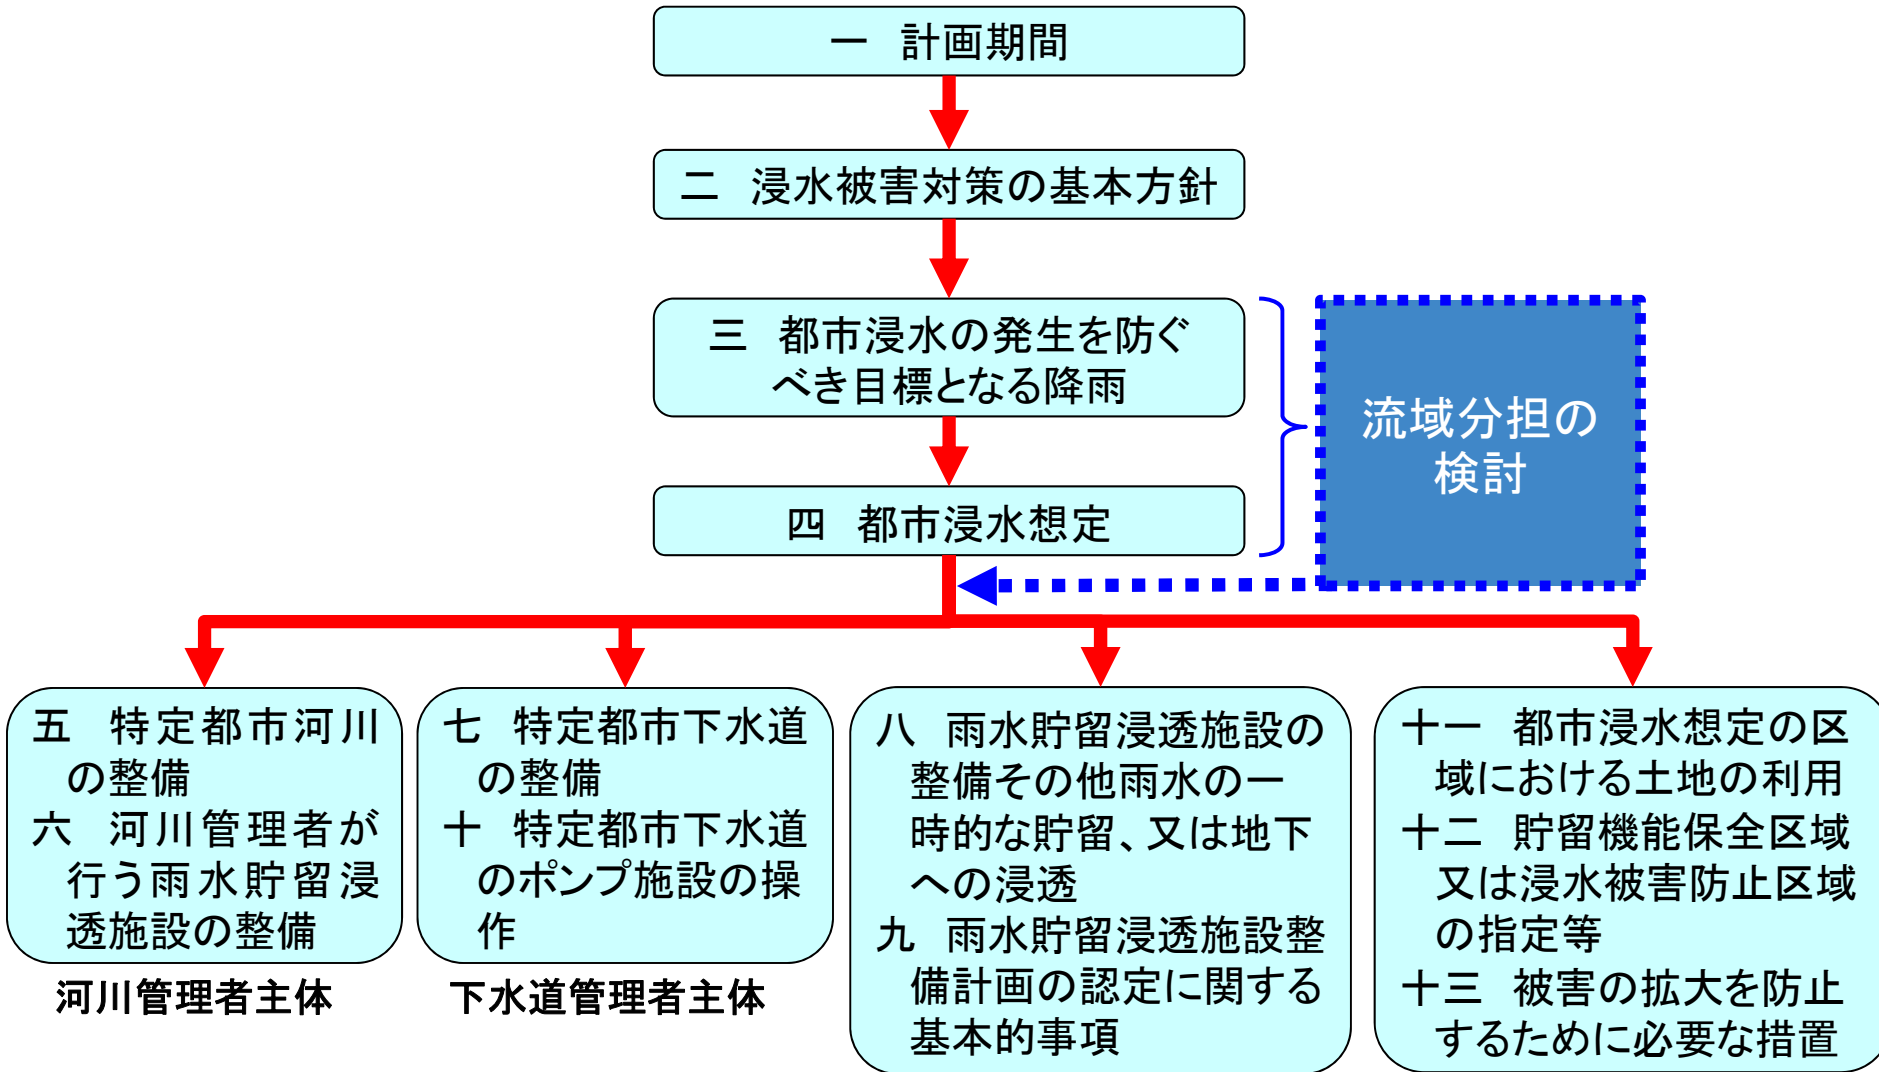 一 計画期間
二 浸水被害対策の基本方針
三 都市浸水の発生を防ぐ
べき目標となる降雨
四 都市浸水想定
流域分担の
検討
五 特定都市河川
の整備
六 河川管理者が
行う雨水貯留浸
透施設の整備
河川管理者主体
七 特定都市下水道
の整備
十 特定都市下水道
のポンプ施設の操
作
下水道管理者主体
八 雨水貯留浸透施設の
整備その他雨水の一
時的な貯留、又は地下
への浸透
九 雨水貯留浸透施設整
備計画の認定に関する
基本的事項
十一 都市浸水想定の区
域における土地の利用
十二 貯留機能保全区域
又は浸水被害防止区域
の指定等
十三 被害の拡大を防止
するために必要な措置